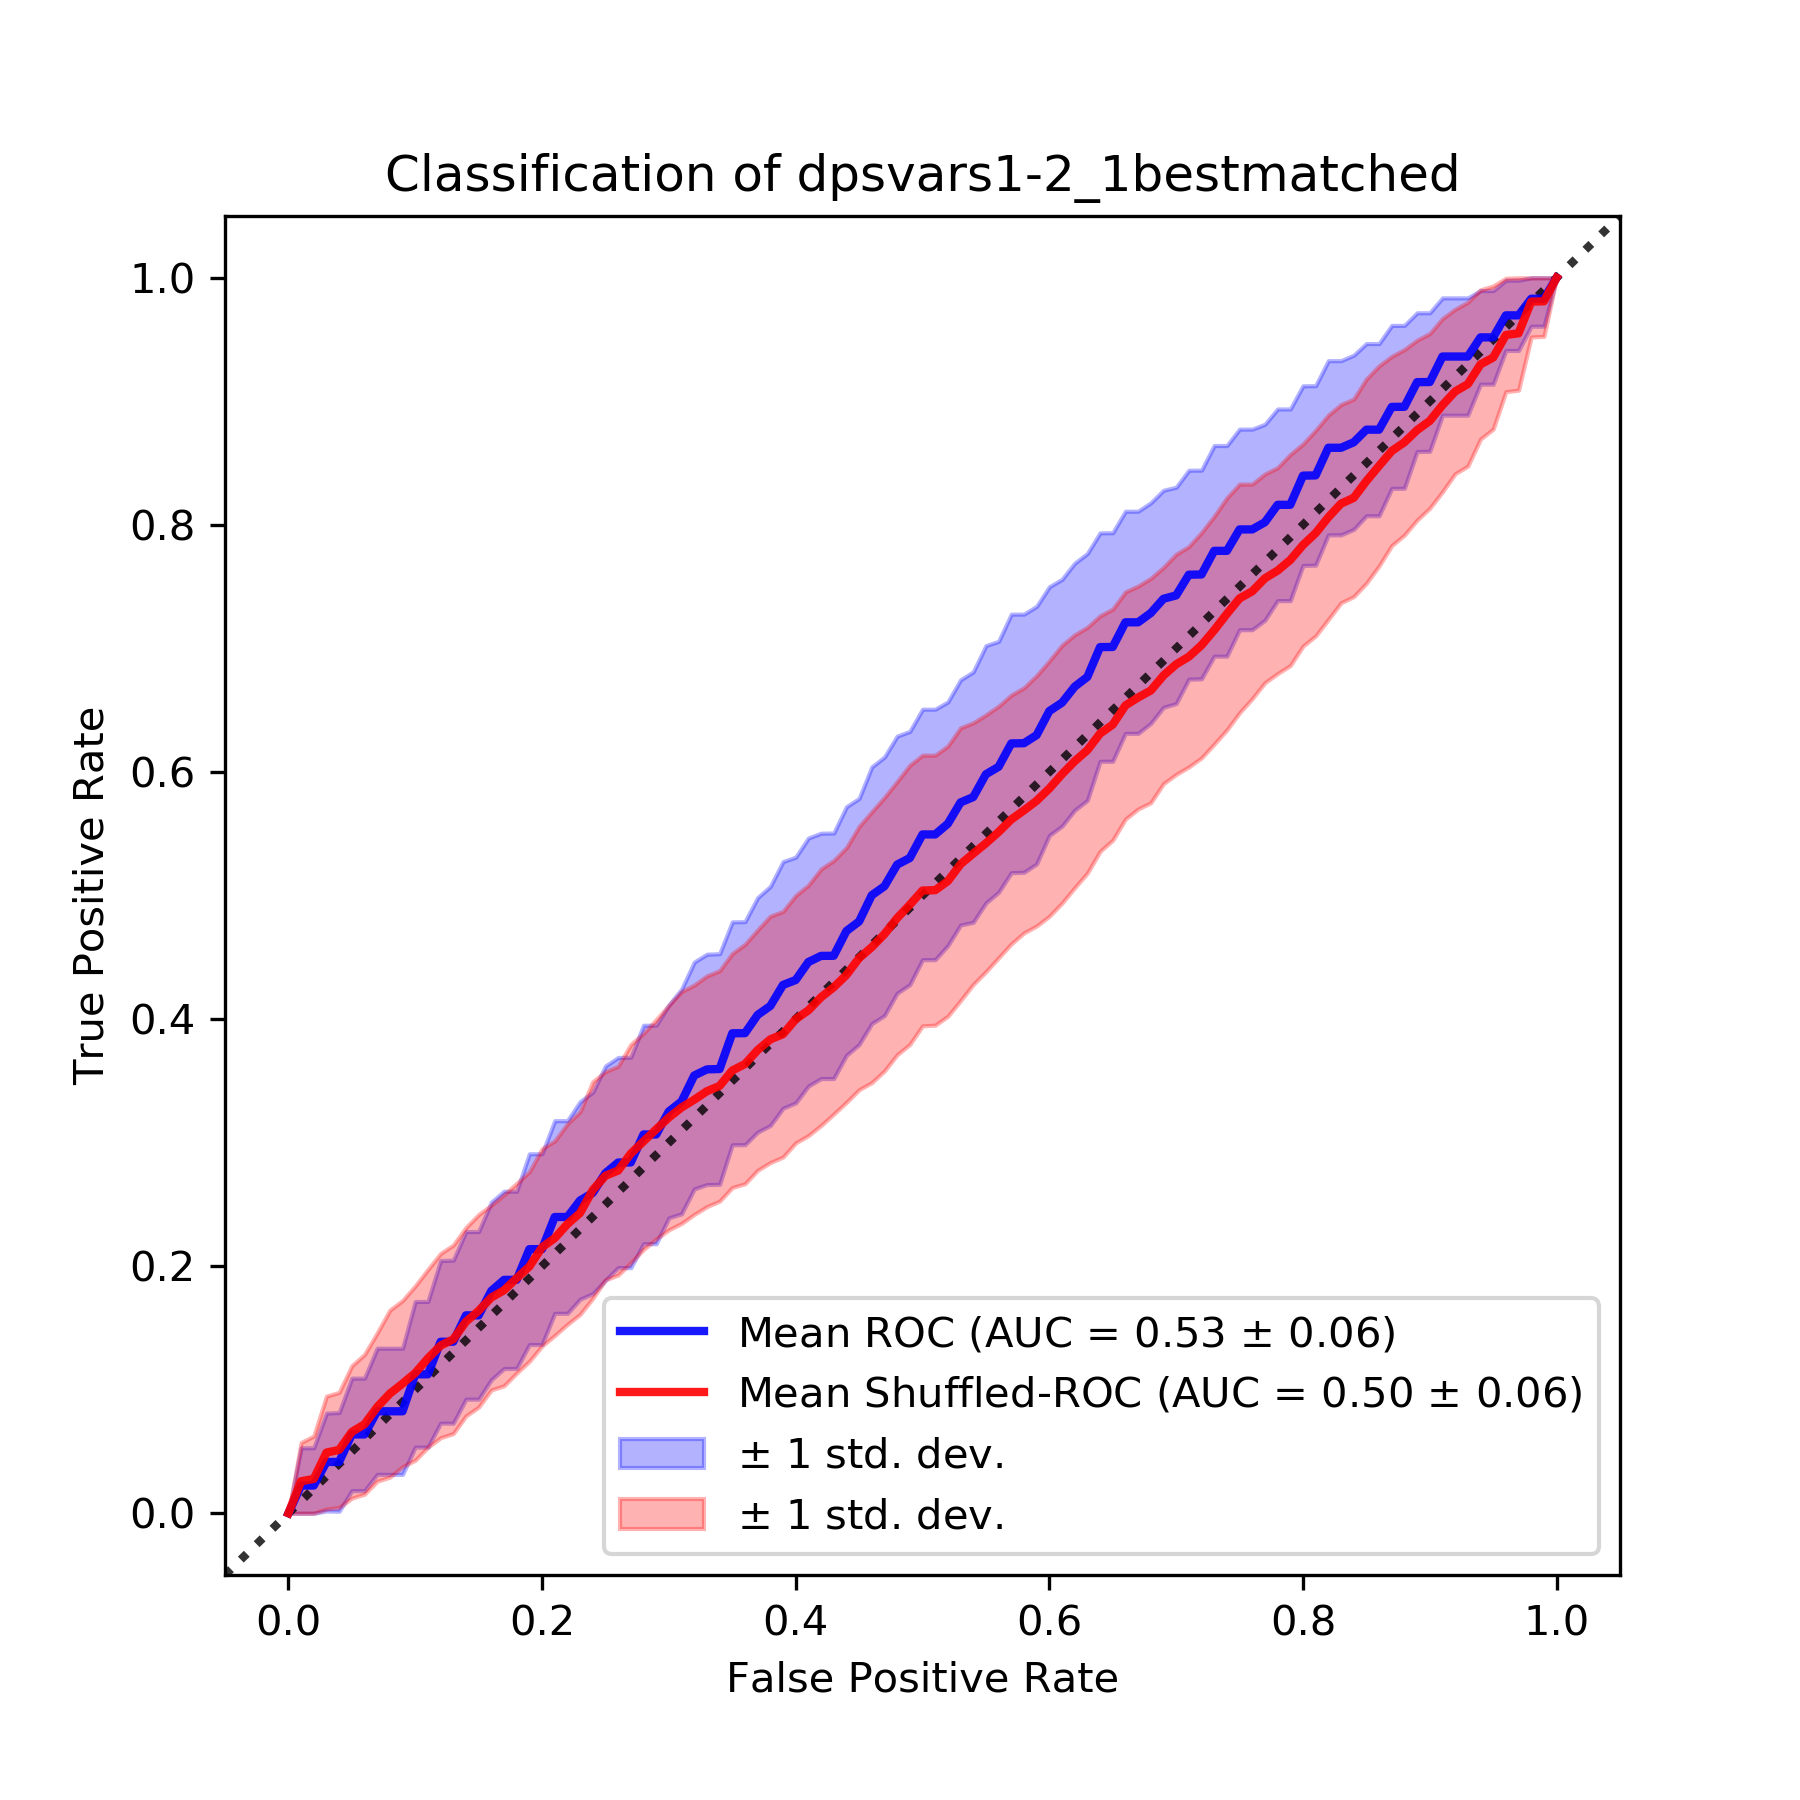 Classification of dpsvars1-2_1bestmatched
1.0
0.8
0.6
0.4
0.2
0.0
True Positive Rate
Mean ROC (AUC = 0.53 ± 0.06)
Mean Shuffled-ROC (AUC = 0.50 ± 0.06)
± 1 std. dev.
± 1 std. dev.
0.0 0.2 0.4 0.6 0.8 1.0
False Positive Rate